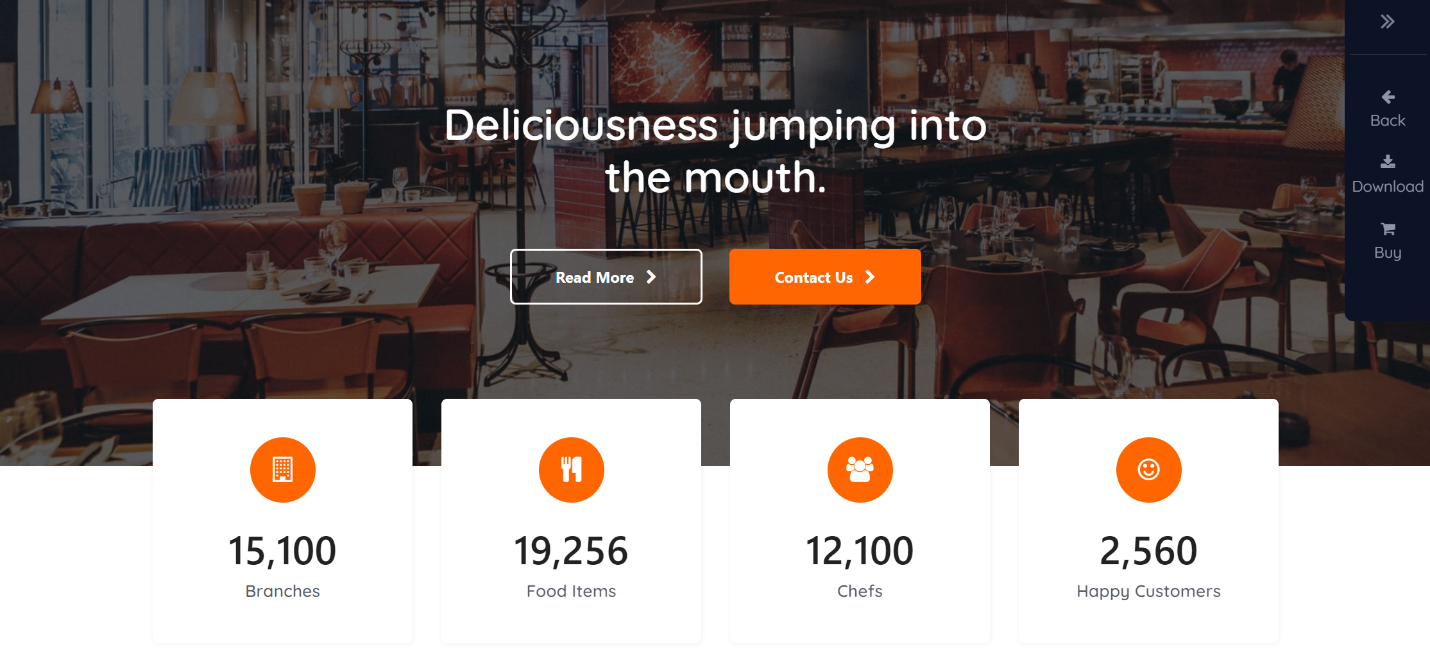 Deliciousness jumping into
the mouth.
Read More
Contact Us
Back
Download
Buy
15,100
Branches
19,256
Food Items
12,100
Chefs
2,560
Happy Customers